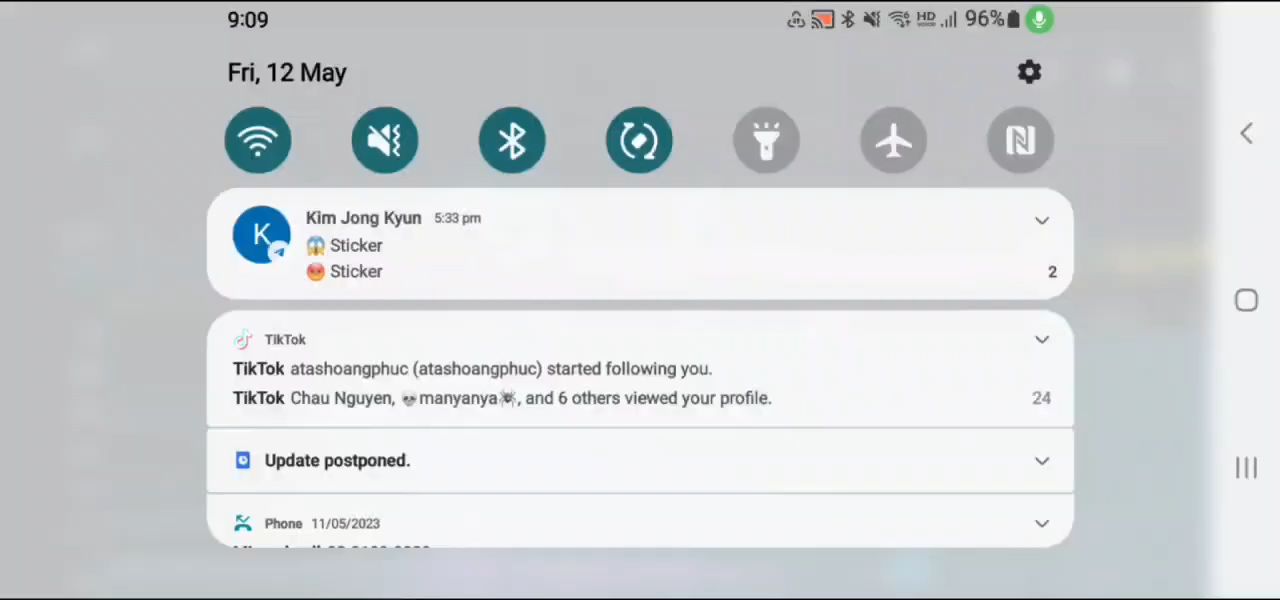 9:09
HD
96%
Fri, 12 May
K
Kim Jong Kyun 5:33 pm
😱 Sticker
😡 Sticker
2
TikTok
TikTok atashoangphuc (atashoangphuc) started following you.
TikTok Chau Nguyen, 💀manyanya🕷, and 6 others viewed your profile.
24
Update postponed.
Phone 11/05/2023